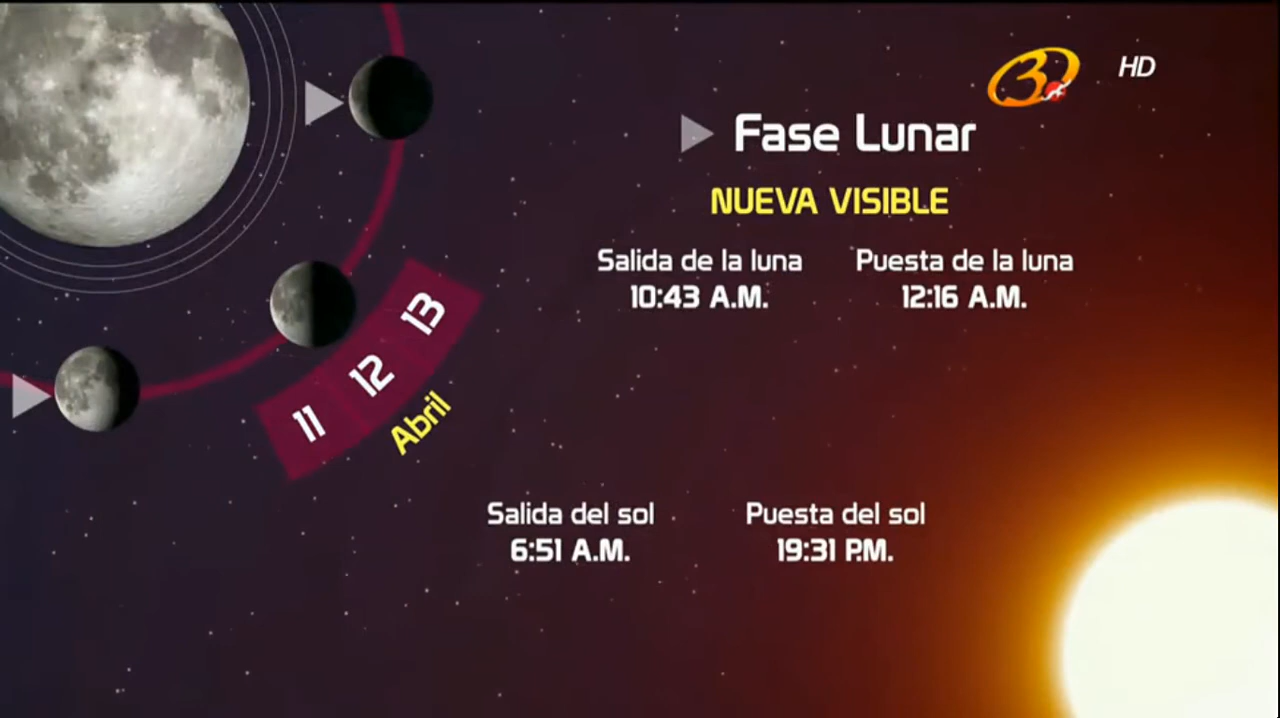 3 HD
Fase Lunar
NUEVA VISIBLE
Salida de la luna Puesta de la luna
10:43 A.M. 12:16 A.M.
11 12 13
Abril
Salida del sol Puesta del sol
6:51 A.M. 19:31 P.M.